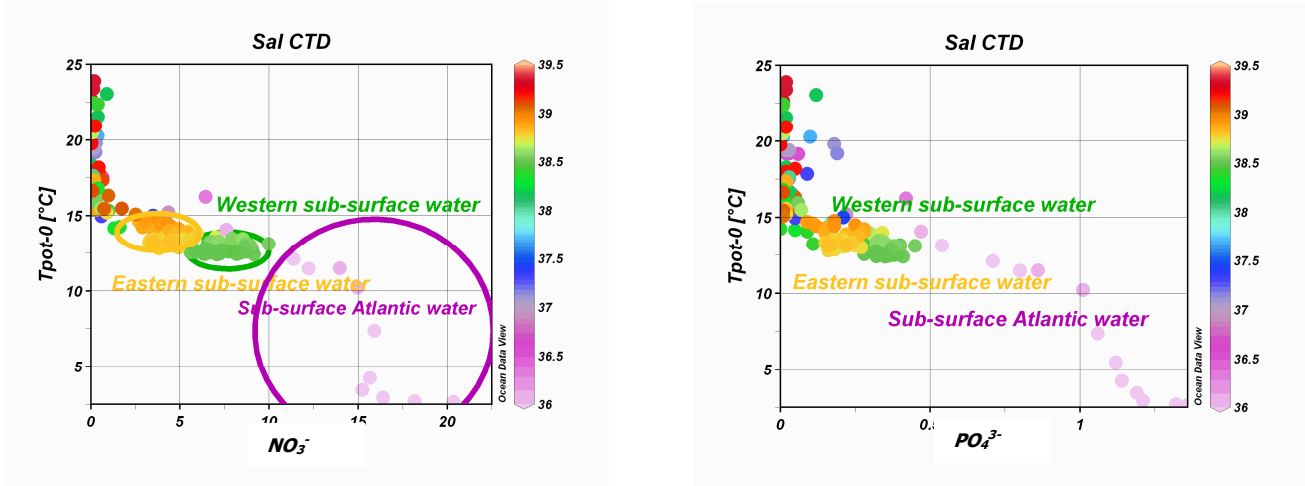 Sal CTD
25
20
15
10
5
Tpot-0 [°C]
Western sub-surface water
Eastern sub-surface water
Sub-surface Atlantic water
0 5 10 15 20
NO₃⁻
Ocean Data View
39.5
39
38.5
38
37.5
37
36.5
36
Sal CTD
25
20
15
10
5
Tpot-0 [°C]
Western sub-surface water
Eastern sub-surface water
Sub-surface Atlantic water
0 0.5 1
PO₄³⁻
Ocean Data View
39.5
39
38.5
38
37.5
37
36.5
36